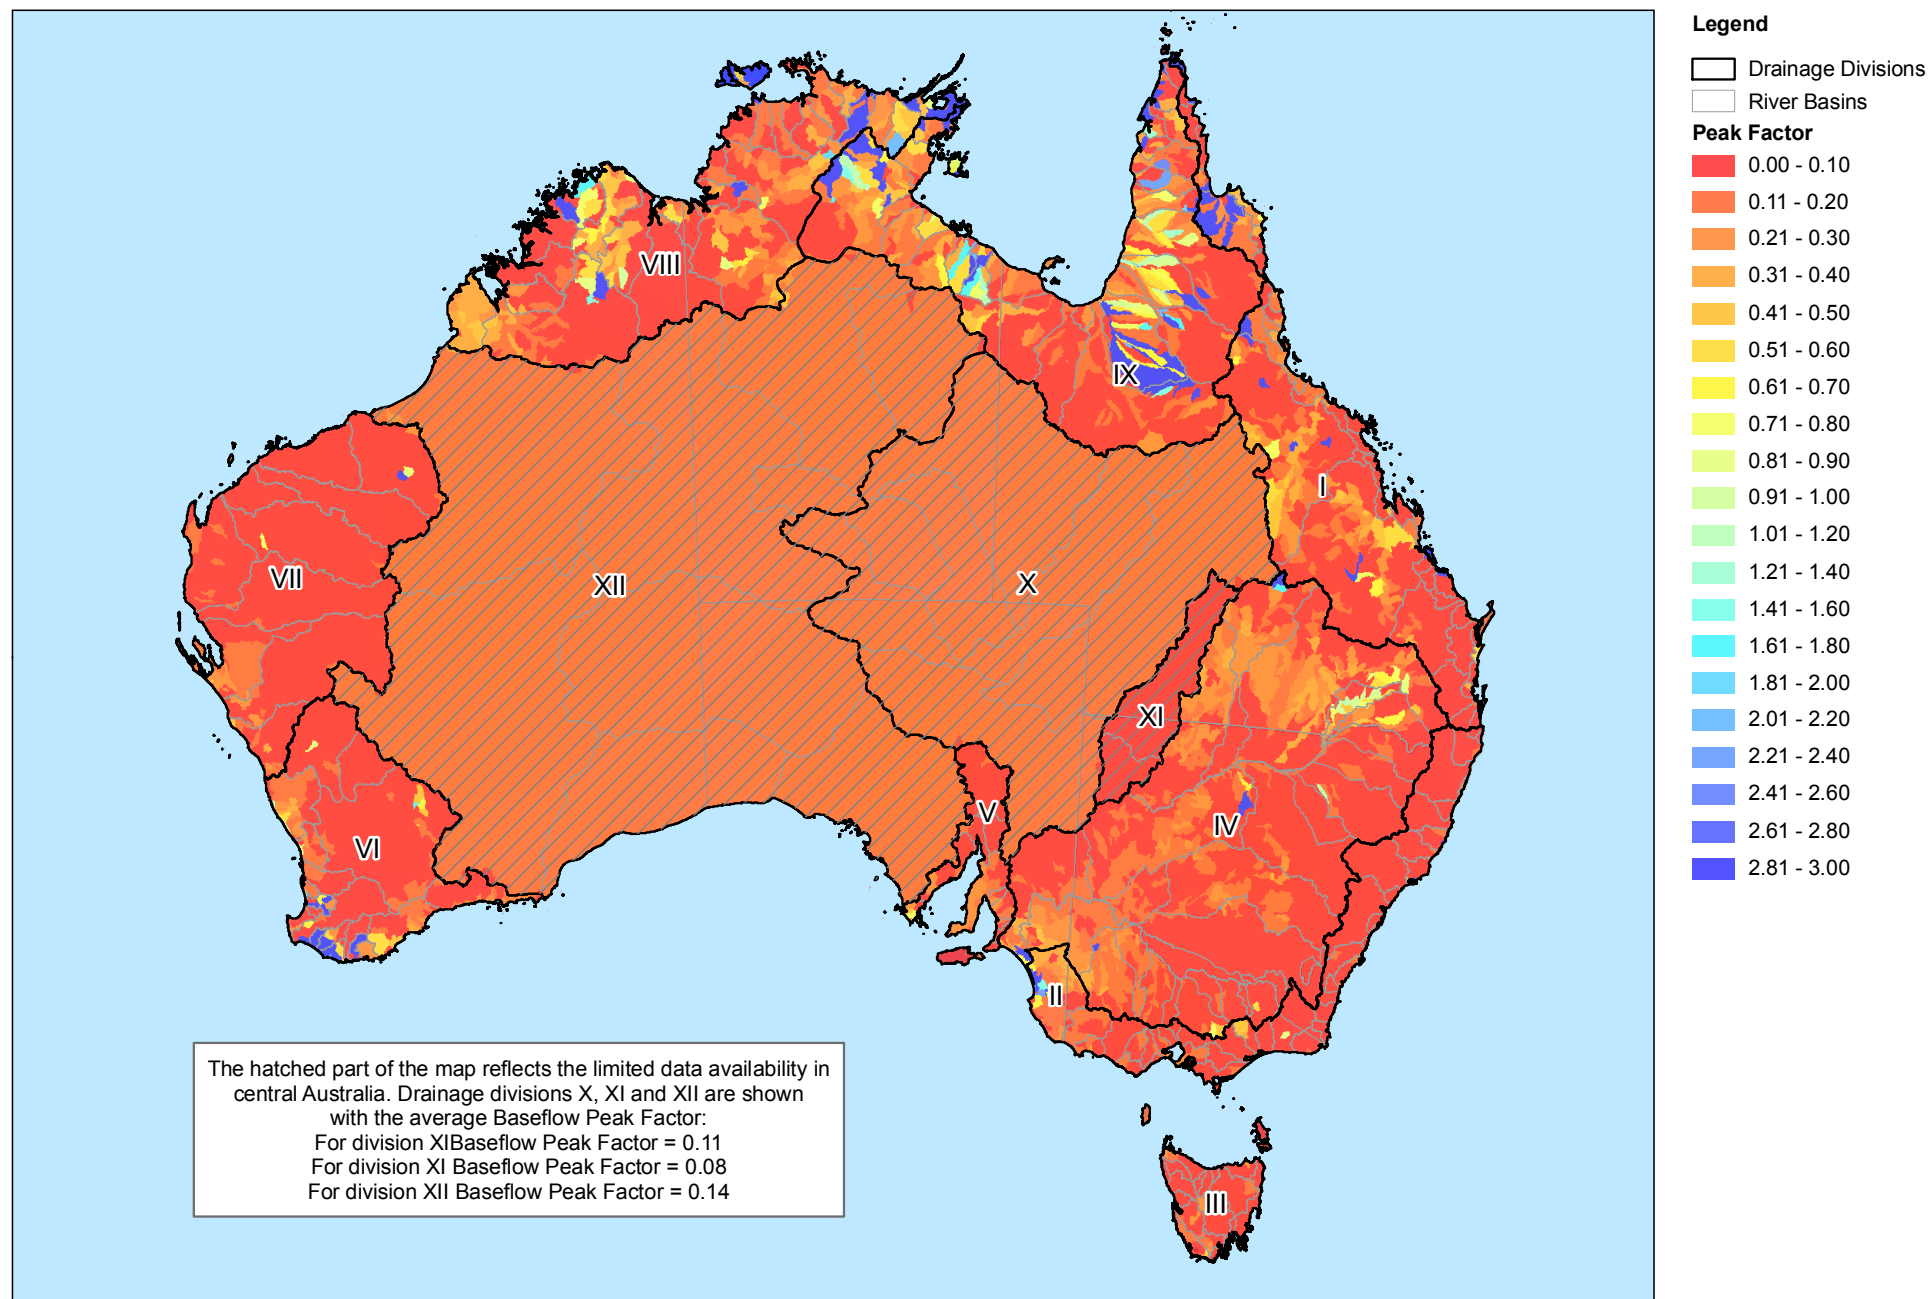 Legend
Drainage Divisions
River Basins
Peak Factor
0.00 - 0.10
0.11 - 0.20
0.21 - 0.30
0.31 - 0.40
0.41 - 0.50
0.51 - 0.60
0.61 - 0.70
0.71 - 0.80
0.81 - 0.90
0.91 - 1.00
1.01 - 1.20
1.21 - 1.40
1.41 - 1.60
1.61 - 1.80
1.81 - 2.00
2.01 - 2.20
2.21 - 2.40
2.41 - 2.60
2.61 - 2.80
2.81 - 3.00
VIII
IX
I
VII
XII
X
XI
V
IV
VI
II
III
The hatched part of the map reflects the limited data availability in
central Australia. Drainage divisions X, XI and XII are shown
with the average Baseflow Peak Factor:
For division XIBaseflow Peak Factor = 0.11
For division XI Baseflow Peak Factor = 0.08
For division XII Baseflow Peak Factor = 0.14